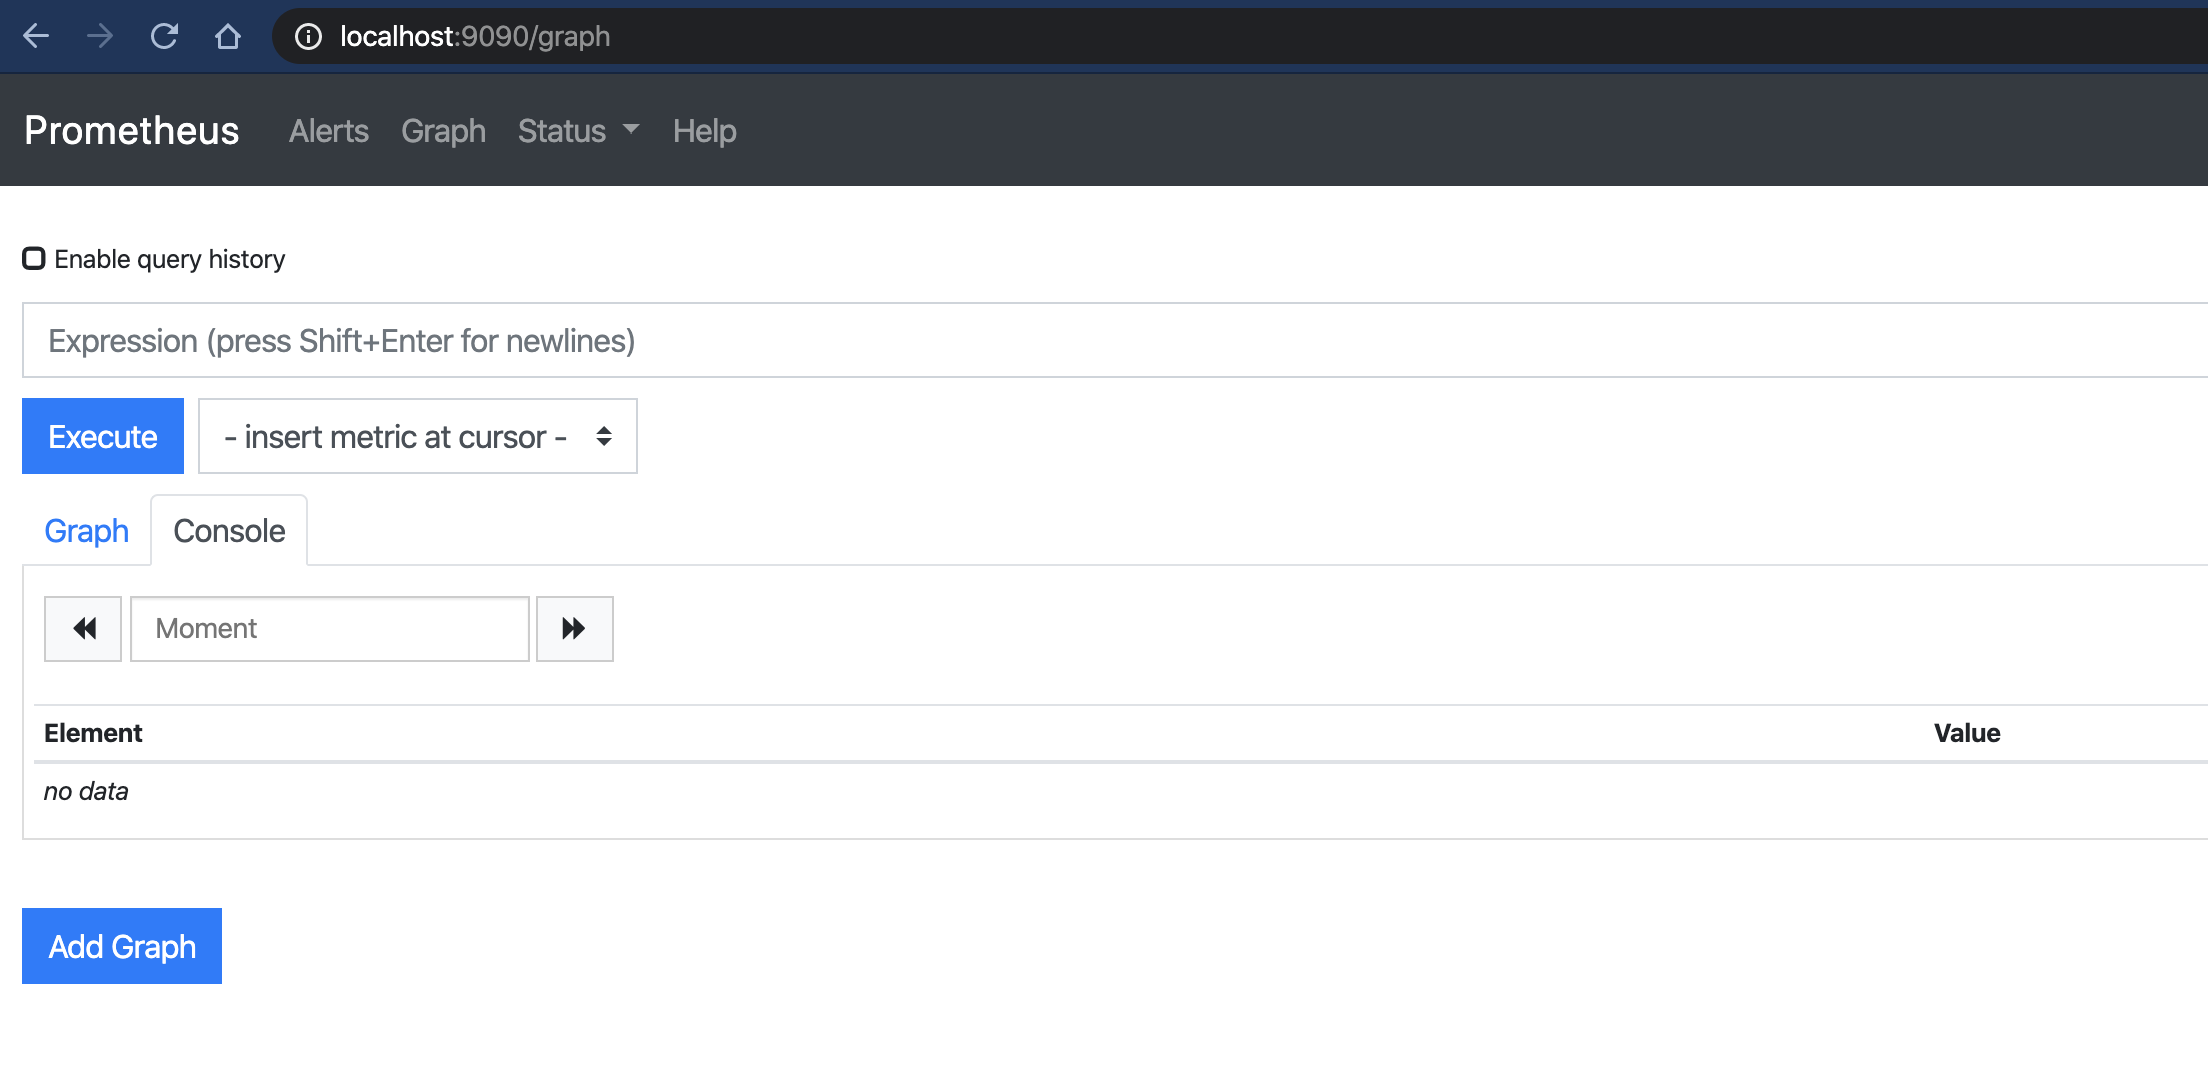 localhost:9090/graph
Prometheus Alerts Graph Status Help
Enable query history
Expression (press Shift+Enter for newlines)
Execute - insert metric at cursor -
Graph Console
Moment
Element Value
no data
Add Graph